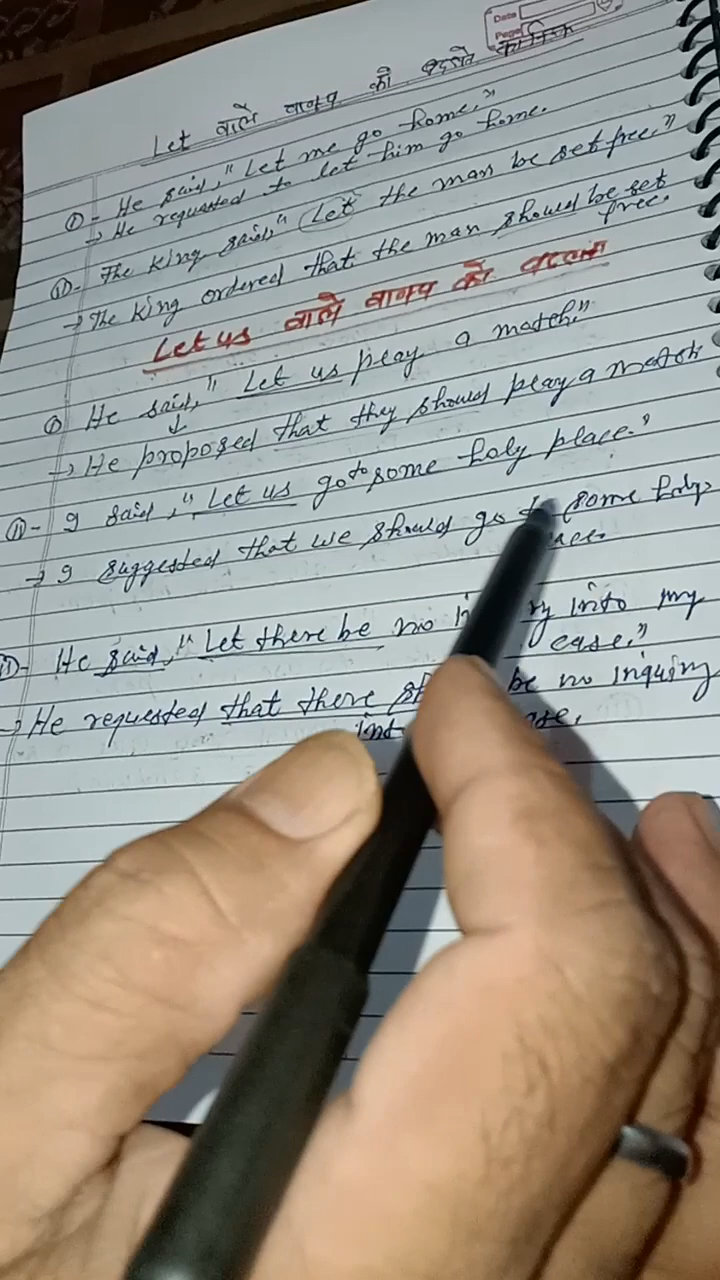 Date
Page
Let वाले वाक्य को बदलने का नियम
① - He said, "Let me go home."
→ He requested to let him go home.
② - The King said, "Let the man be set free."
→ The King ordered that the man should be set
free.
Let us वाले वाक्य को बदलना
① He said, "Let us play a match."
→ He proposed that they should play a match
② - I said, "Let us go to some holy place."
→ I suggested that we should go to some holy
He said, "Let there be no into my
case."
→ He requested that there be no inquiry